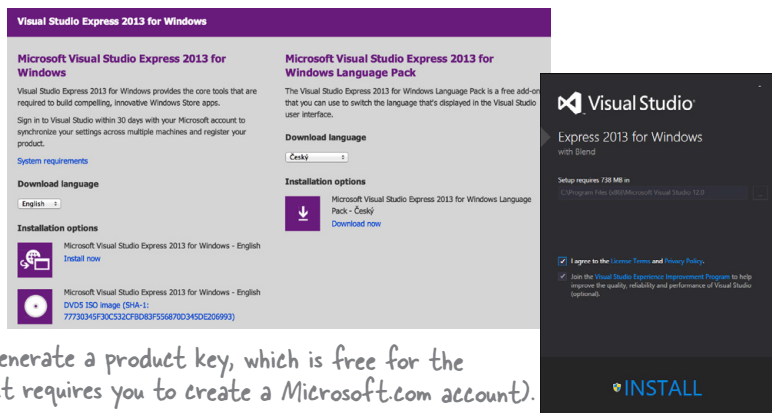 Visual Studio Express 2013 for Windows
Microsoft Visual Studio Express 2013 for
Windows
Visual Studio Express 2013 for Windows provides the core tools that are
required to build compelling, innovative Windows Store apps.
Sign in to Visual Studio within 30 days with your Microsoft account to
synchronize your settings across multiple machines and register your
product.
System requirements
Download language
English
Installation options
Microsoft Visual Studio Express 2013 for Windows - English
Install now
Microsoft Visual Studio Express 2013 for Windows - English
DVD5 ISO image (SHA-1:
77730345F30C532CFBD83F556870D345DE206993)
Microsoft Visual Studio Express 2013 for
Windows Language Pack
The Visual Studio Express 2013 for Windows Language Pack is a free add-on
that you can use to switch the language that's displayed in the Visual Studio
user interface.
Download language
Český
Installation options
Microsoft Visual Studio Express 2013 for Windows Language
Pack - Český
Download now
Visual Studio
Express 2013 for Windows
with Blend
Setup requires 738 MB in
C:\Program Files (x86)\Microsoft Visual Studio 12.0
...
I agree to the License Terms and Privacy Policy.
Join the Visual Studio Experience Improvement Program to help
improve the quality, reliability and performance of Visual Studio
(optional).
INSTALL
enerate a product key, which is free for the
t requires you to create a Microsoft.com account).